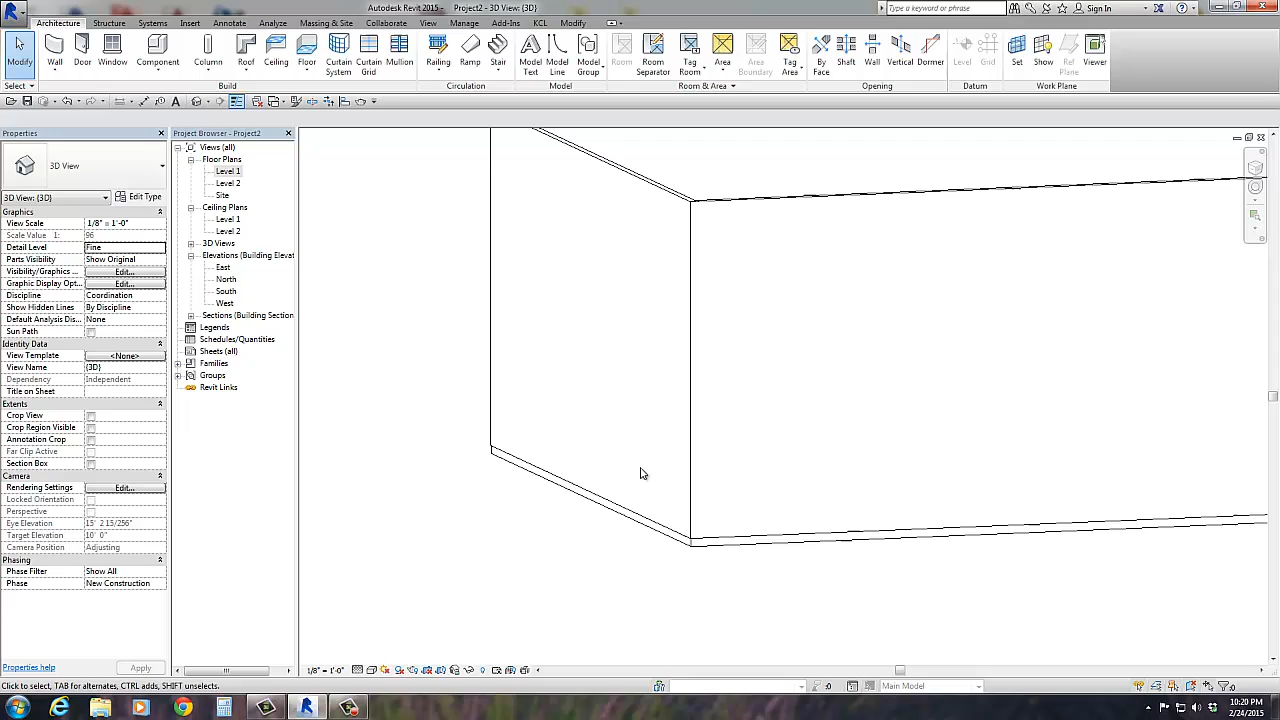 Autodesk Revit 2015 - Project2 - 3D View: {3D}
Type a keyword or phrase
Sign In
Architecture Structure Systems Insert Annotate Analyze Massing & Site Collaborate View Manage Add-Ins KCL Modify
Modify
Wall
Door
Window
Component
Column
Roof
Ceiling
Floor
Curtain System
Curtain Grid
Mullion
Railing
Ramp
Stair
Model Text
Model Line
Model Group
Room
Room Separator
Tag Room
Area
Area Boundary
Tag Area
By Face
Shaft
Wall
Vertical
Dormer
Level
Grid
Set
Show
Ref Plane
Viewer
Select
Build
Circulation
Model
Room & Area
Opening
Datum
Work Plane
Properties
3D View
3D View: {3D}
Edit Type
Graphics
View Scale 1/8" = 1'-0"
Scale Value 1: 96
Detail Level Fine
Parts Visibility Show Original
Visibility/Graphics ... Edit...
Graphic Display Opt... Edit...
Discipline Coordination
Show Hidden Lines By Discipline
Default Analysis Dis... None
Sun Path
Identity Data
View Template <None>
View Name {3D}
Dependency Independent
Title on Sheet
Extents
Crop View
Crop Region Visible
Annotation Crop
Far Clip Active
Section Box
Camera
Rendering Settings Edit...
Locked Orientation
Perspective
Eye Elevation 15' 2 15/256"
Target Elevation 10' 0"
Camera Position Adjusting
Phasing
Phase Filter Show All
Phase New Construction
Properties help
Apply
Project Browser - Project2
Views (all)
Floor Plans
Level 1
Level 2
Site
Ceiling Plans
Level 1
Level 2
3D Views
Elevations (Building Elevat
East
North
South
West
Sections (Building Section
Legends
Schedules/Quantities
Sheets (all)
Families
Groups
Revit Links
1/8" = 1'-0"
Click to select, TAB for alternates, CTRL adds, SHIFT unselects.
:0
Main Model
:0
10:20 PM
2/24/2015